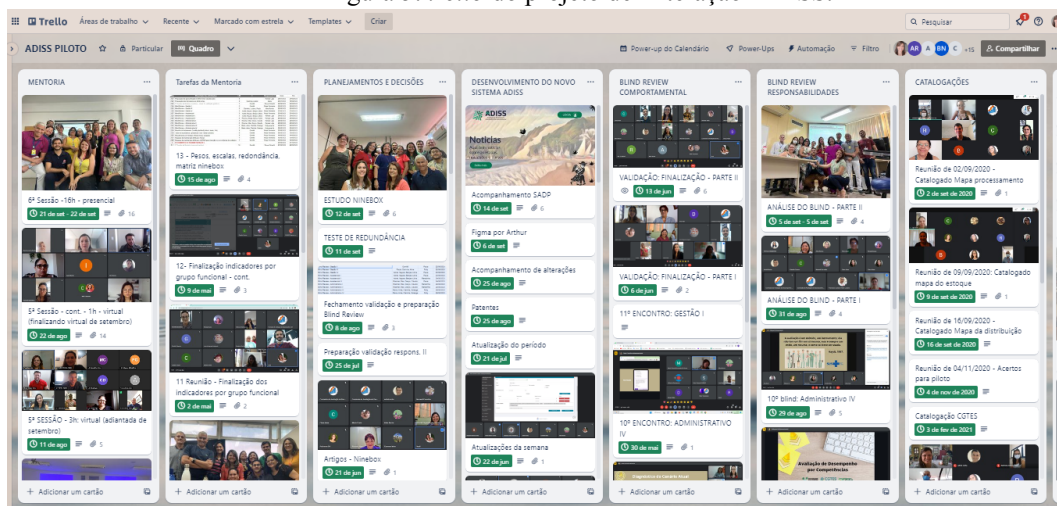 Trello
Áreas de trabalho
Recente
Marcado com estrela
Templates
Criar
Pesquisar
ADISS PILOTO
Particular
Quadro
Power-up do Calendário
Power-Ups
Automação
Filtro
AR
A
BN
C
+15
Compartilhar
MENTORIA
6ª Sessão -16h - presencial
21 de set - 22 de set
16
5ª Sessão - cont. - 1h - virtual
(finalizando virtual de setembro)
22 de ago
14
5ª SESSÃO - 3h: virtual (adiantada de
setembro)
11 de ago
5
+ Adicionar um cartão
Tarefas da Mentoria
13 - Pesos, escalas, redondância,
matriz ninebox
15 de ago
4
12- Finalização indicadores por
grupo funcional - cont.
9 de mai
3
11 Reunião - Finalização dos
indicadores por grupo funcional
2 de mai
2
+ Adicionar um cartão
PLANEJAMENTOS E DECISÕES
ESTUDO NINEBOX
12 de set
6
TESTE DE REDUNDÂNCIA
11 de set
Fechamento validação e preparação
Blind Review
8 de ago
3
Preparação validação respons. II
25 de jul
Artigos - Ninebox
21 de jun
1
+ Adicionar um cartão
DESENVOLVIMENTO DO NOVO
SISTEMA ADISS
ADISS
Notícias
Acompanhamento SADP
14 de set
6
Figma por Arthur
6 de set
Acompanhamento de alterações
25 de ago
Patentes
25 de ago
Atualização do período
21 de jul
Atualizações da semana
22 de jun
1
+ Adicionar um cartão
BLIND REVIEW
COMPORTAMENTAL
VALIDAÇÃO: FINALIZAÇÃO - PARTE II
13 de jun
6
VALIDAÇÃO: FINALIZAÇÃO - PARTE I
6 de jun
2
11º ENCONTRO: GESTÃO I
10º ENCONTRO: ADMINISTRATIVO
IV
30 de mai
1
+ Adicionar um cartão
BLIND REVIEW
RESPONSABILIDADES
ANÁLISE DO BLIND - PARTE II
5 de set - 5 de set
4
ANÁLISE DO BLIND - PARTE I
31 de ago
4
10º blind: Administrativo IV
29 de ago
5
Avaliação de Desempenho
por Competências
+ Adicionar um cartão
CATALOGAÇÕES
Reunião de 02/09/2020 -
Catalogado Mapa processamento
2 de set de 2020
1
Reunião de 09/09/2020: Catalogado
mapa do estoque
9 de set de 2020
1
Reunião de 16/09/2020 -
Catalogado Mapa da distribuição
16 de set de 2020
Reunião de 04/11/2020 - Acertos
para piloto
4 de nov de 2020
Catalogação CGTES
3 de fev de 2021
+ Adicionar um cartão